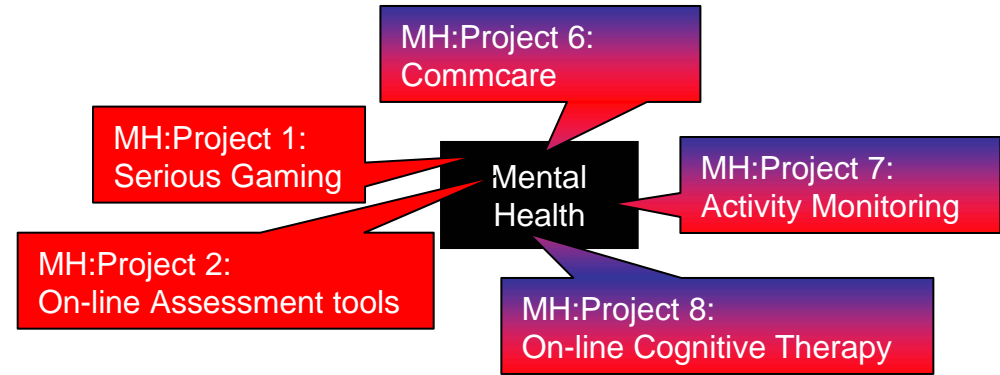 MH:Project 6:
Commcare
MH:Project 1:
Serious Gaming
Mental
Health
MH:Project 7:
Activity Monitoring
MH:Project 2:
On-line Assessment tools
MH:Project 8:
On-line Cognitive Therapy